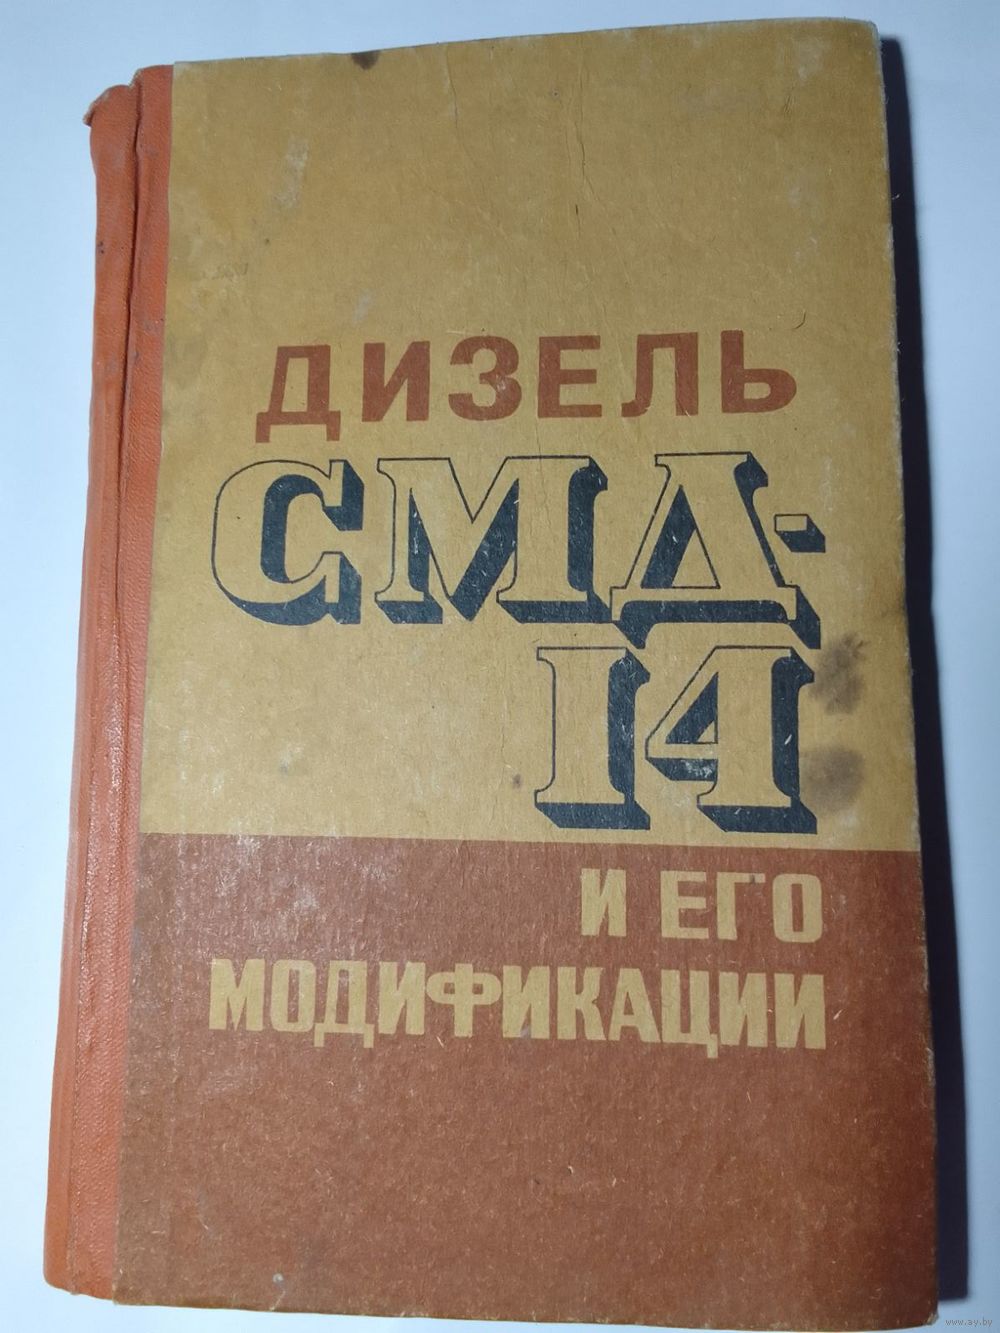 ДИЗЕЛЬ
СМД-
14
И ЕГО
МОДИФИКАЦИИ
www.ay.by